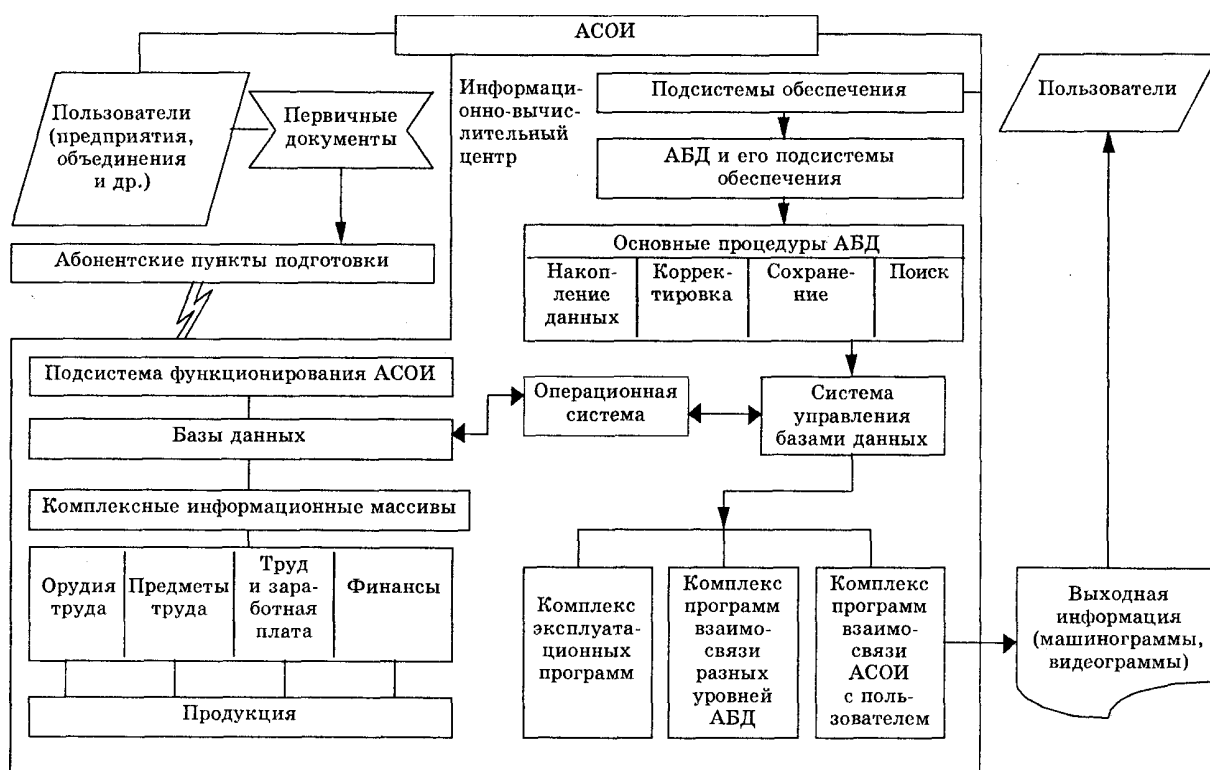 АСОИ
Пользователи
(предприятия,
объединения
и др.)
Первичные
документы
Информаци-
онно-вычис-
лительный
центр
Подсистемы обеспечения
Пользователи
АБД и его подсистемы
обеспечения
Абонентские пункты подготовки
Основные процедуры АБД
Накоп-
ление
данных
Коррек-
тировка
Сохране-
ние
Поиск
Подсистема функционирования АСОИ
Базы данных
Операционная
система
Система
управления
базами данных
Комплексные информационные массивы
Орудия
труда
Предметы
труда
Труд
и зара-
ботная
плата
Финансы
Продукция
Комплекс
эксплуата-
ционных
программ
Комплекс
программ
взаимо-
связи
разных
уровней
АБД
Комплекс
программ
взаимо-
связи
АСОИ
с поль-
зователем
Выходная
информация
(машинограммы,
видеограммы)